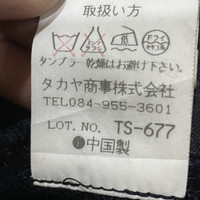 取扱い方
タンブラー乾燥はお避け下さい。
タカヤ商事株式会社
TEL084-955-3601
LOT.NO. TS-677
中国製